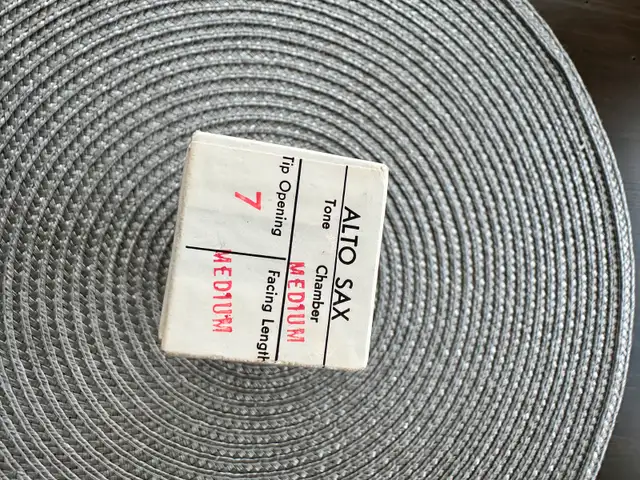 ALTO SAX
Tone Chamber
MEDIUM
Tip Opening
7
Facing Length
MEDIUM